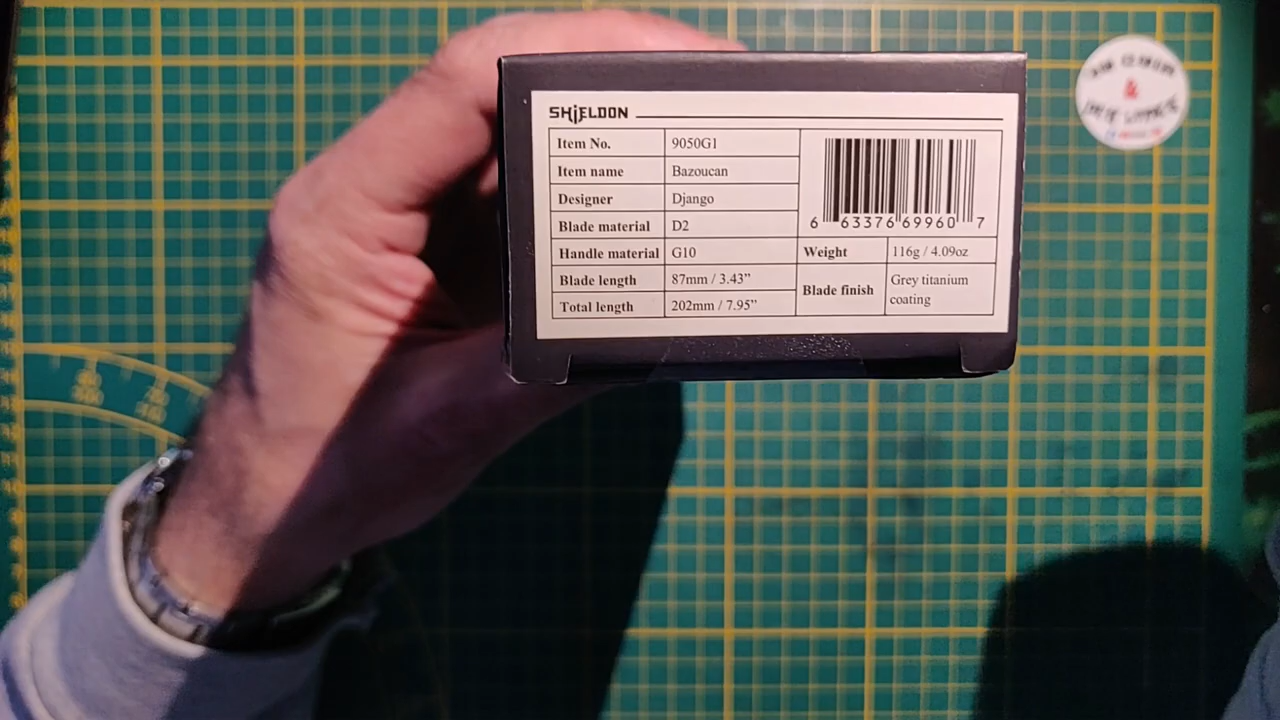 SHIELDON
Item No. 9050G1
Item name Bazoucan
Designer Django
Blade material D2
Handle material G10
Blade length 87mm / 3.43”
Total length 202mm / 7.95”
6 63376 69960 7
Weight 116g / 4.09oz
Blade finish Grey titanium
coating
&